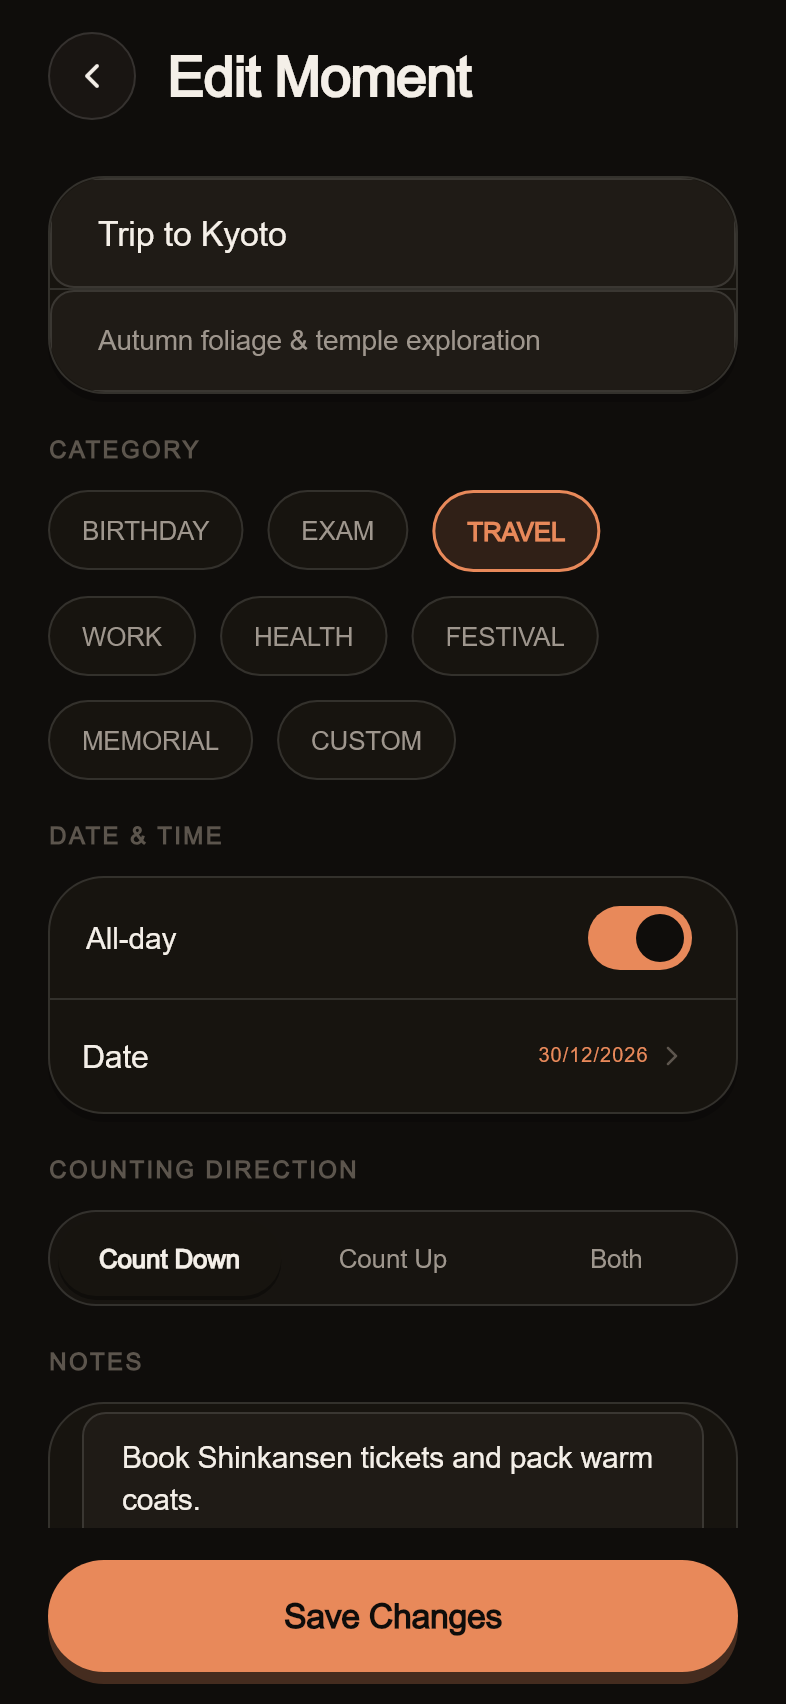 Edit Moment
Trip to Kyoto
Autumn foliage & temple exploration
CATEGORY
BIRTHDAY EXAM TRAVEL
WORK HEALTH FESTIVAL
MEMORIAL CUSTOM
DATE & TIME
All-day
Date 30/12/2026
COUNTING DIRECTION
Count Down Count Up Both
NOTES
Book Shinkansen tickets and pack warm
coats.
Save Changes